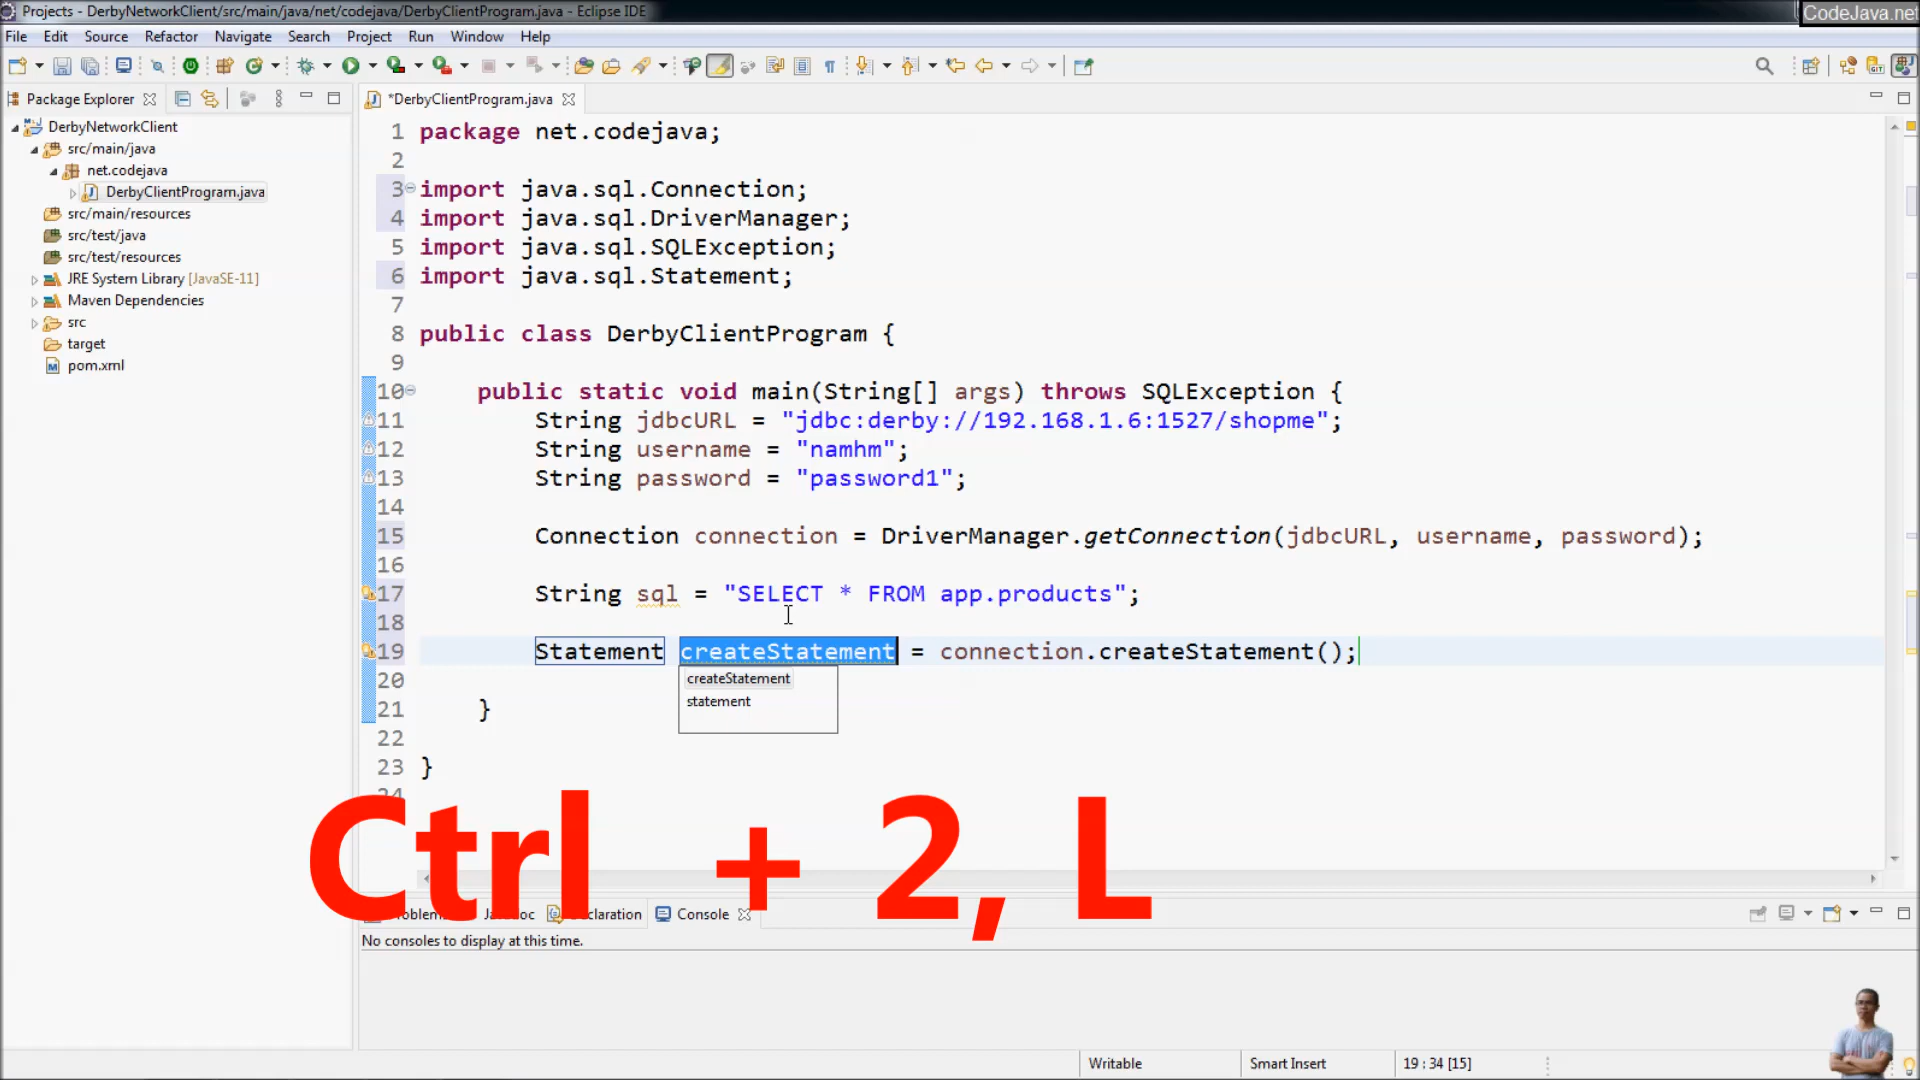 Projects - DerbyNetworkClient/src/main/java/net/codejava/DerbyClientProgram.java - Eclipse IDE
CodeJava.net
File Edit Source Refactor Navigate Search Project Run Window Help
Package Explorer
*DerbyClientProgram.java
DerbyNetworkClient
src/main/java
net.codejava
DerbyClientProgram.java
src/main/resources
src/test/java
src/test/resources
JRE System Library [JavaSE-11]
Maven Dependencies
src
target
pom.xml
1 package net.codejava;
2
3 import java.sql.Connection;
4 import java.sql.DriverManager;
5 import java.sql.SQLException;
6 import java.sql.Statement;
7
8 public class DerbyClientProgram {
9
10 public static void main(String[] args) throws SQLException {
11 String jdbcURL = "jdbc:derby://192.168.1.6:1527/shopme";
12 String username = "namhm";
13 String password = "password1";
14
15 Connection connection = DriverManager.getConnection(jdbcURL, username, password);
16
17 String sql = "SELECT * FROM app.products";
18
19 Statement createStatement = connection.createStatement();
20
createStatement
statement
21 }
22
23 }
24
Ctrl + 2, L
Console
No consoles to display at this time.
Writable Smart Insert 19 : 34 [15]